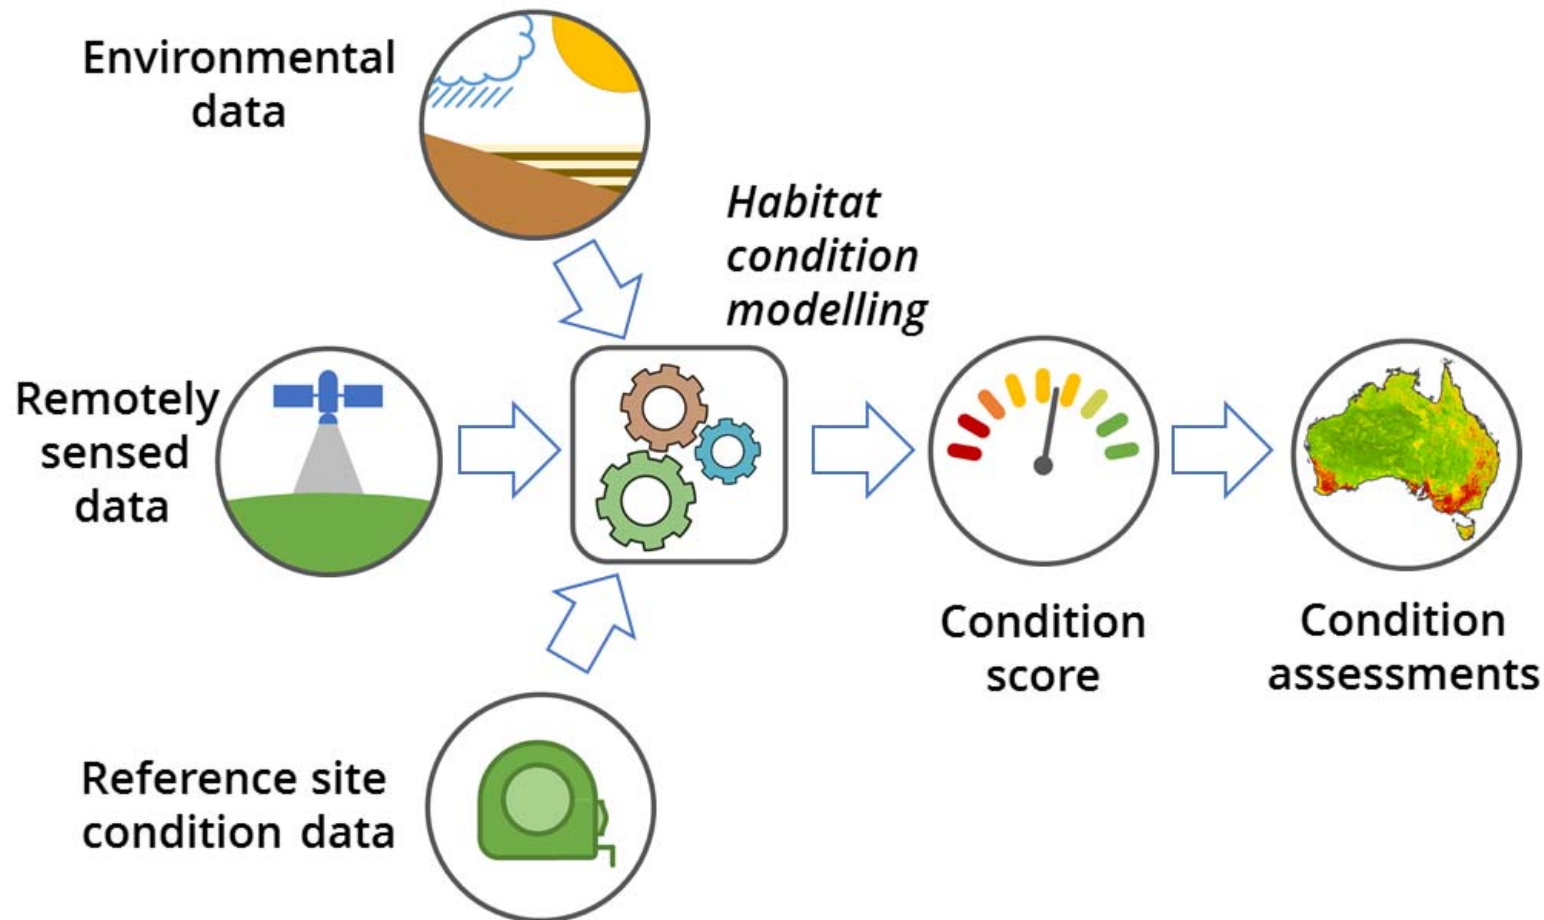 Environmental
data
Habitat
condition
modelling
Remotely
sensed
data
Condition
score
Condition
assessments
Reference site
condition data